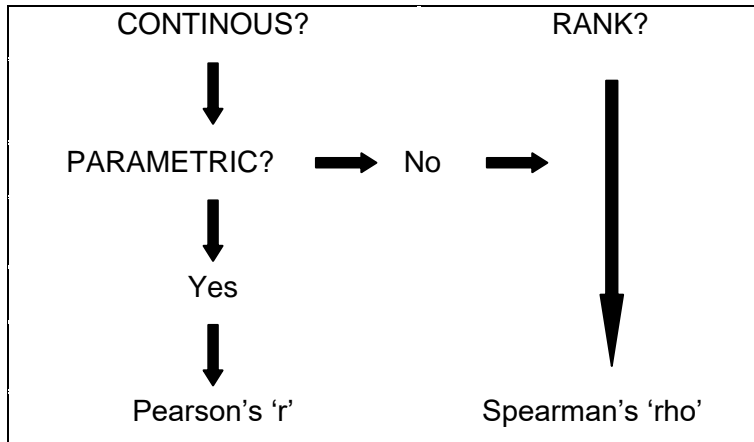 CONTINOUS? RANK?
PARAMETRIC? No
Yes
Pearson’s ‘r’ Spearman’s ‘rho’